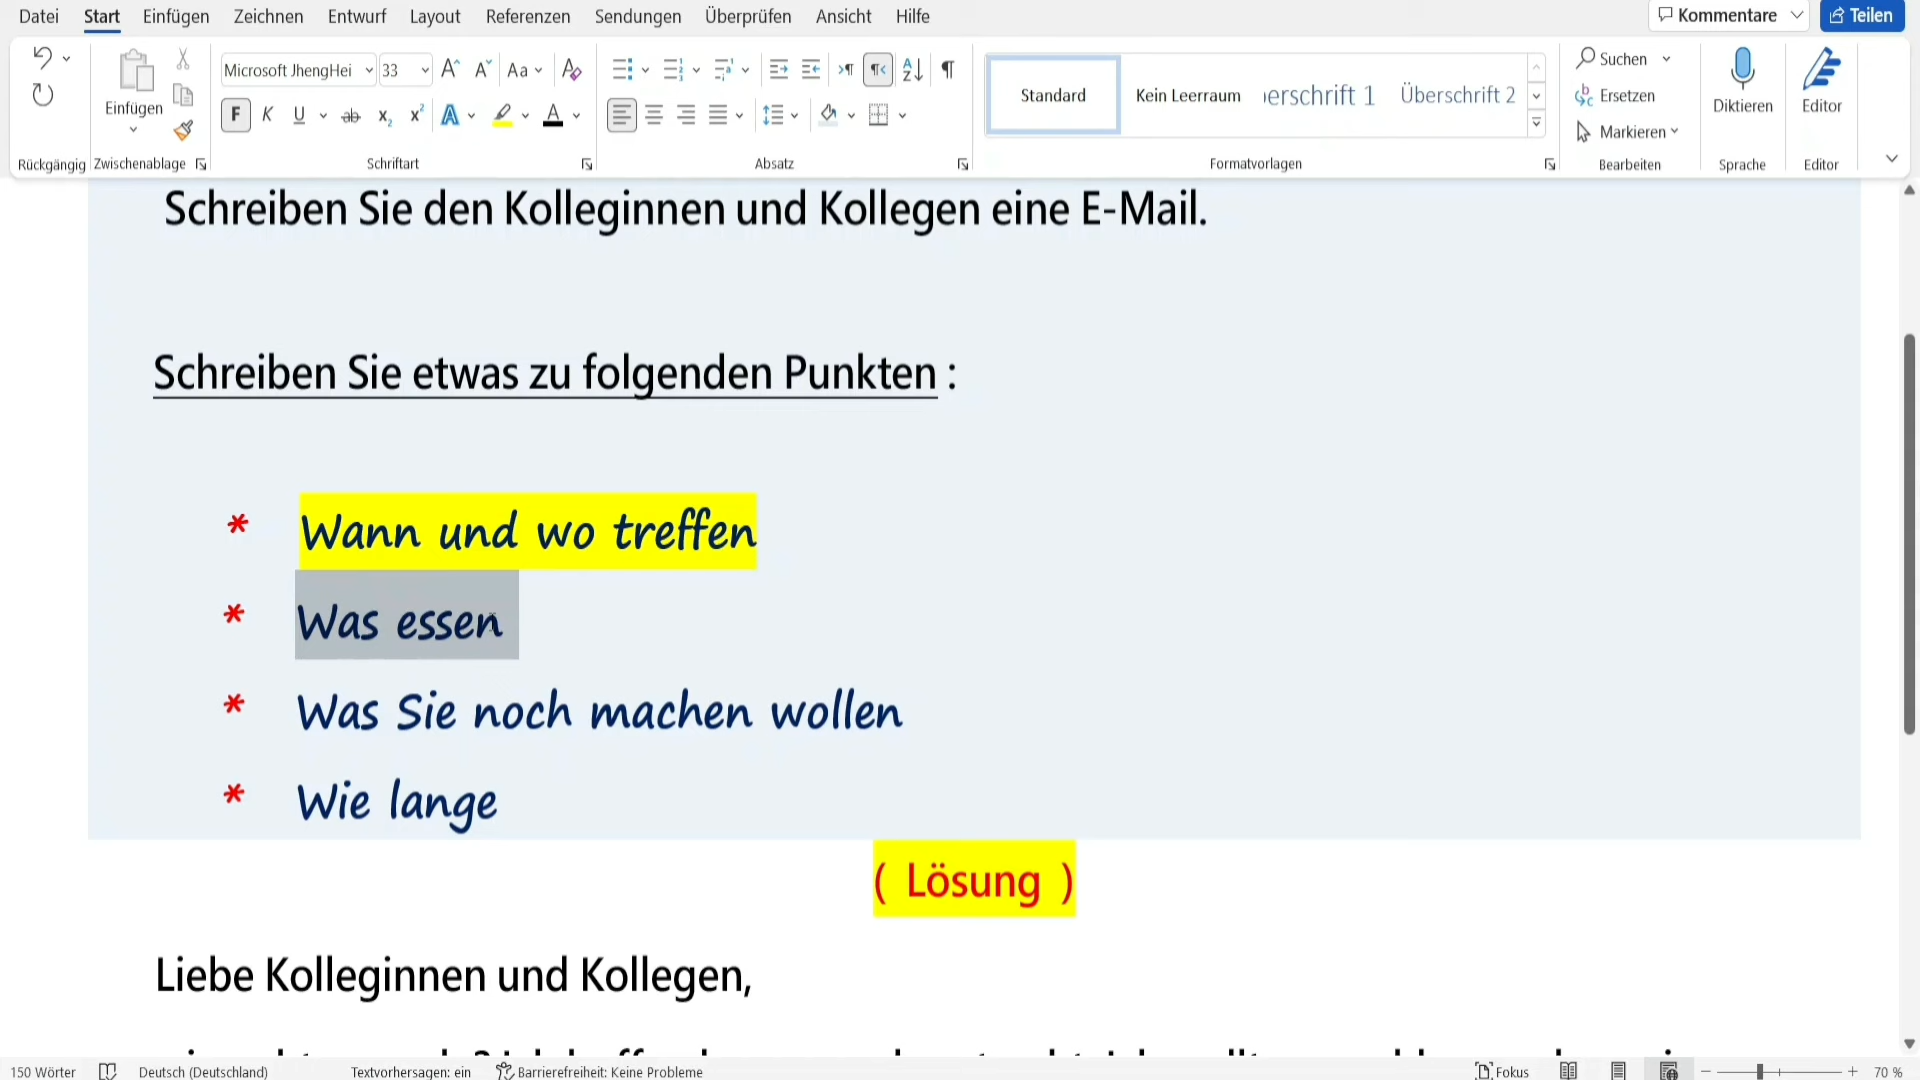 Datei Start Einfügen Zeichnen Entwurf Layout Referenzen Sendungen Überprüfen Ansicht Hilfe Kommentare Teilen
Microsoft JhengHei 33 Standard Kein Leerraum erschrift 1 Überschrift 2 Suchen
Einfügen Ersetzen Diktieren Editor
F K U ab Markieren
Rückgängig Zwischenablage Schriftart Absatz Formatvorlagen Bearbeiten Sprache Editor
Schreiben Sie den Kolleginnen und Kollegen eine E-Mail.
Schreiben Sie etwas zu folgenden Punkten :
* Wann und wo treffen
* Was essen
* Was Sie noch machen wollen
* Wie lange
( Lösung )
Liebe Kolleginnen und Kollegen,
150 Wörter Deutsch (Deutschland) Textvorhersagen: ein Barrierefreiheit: Keine Probleme Fokus 70 %